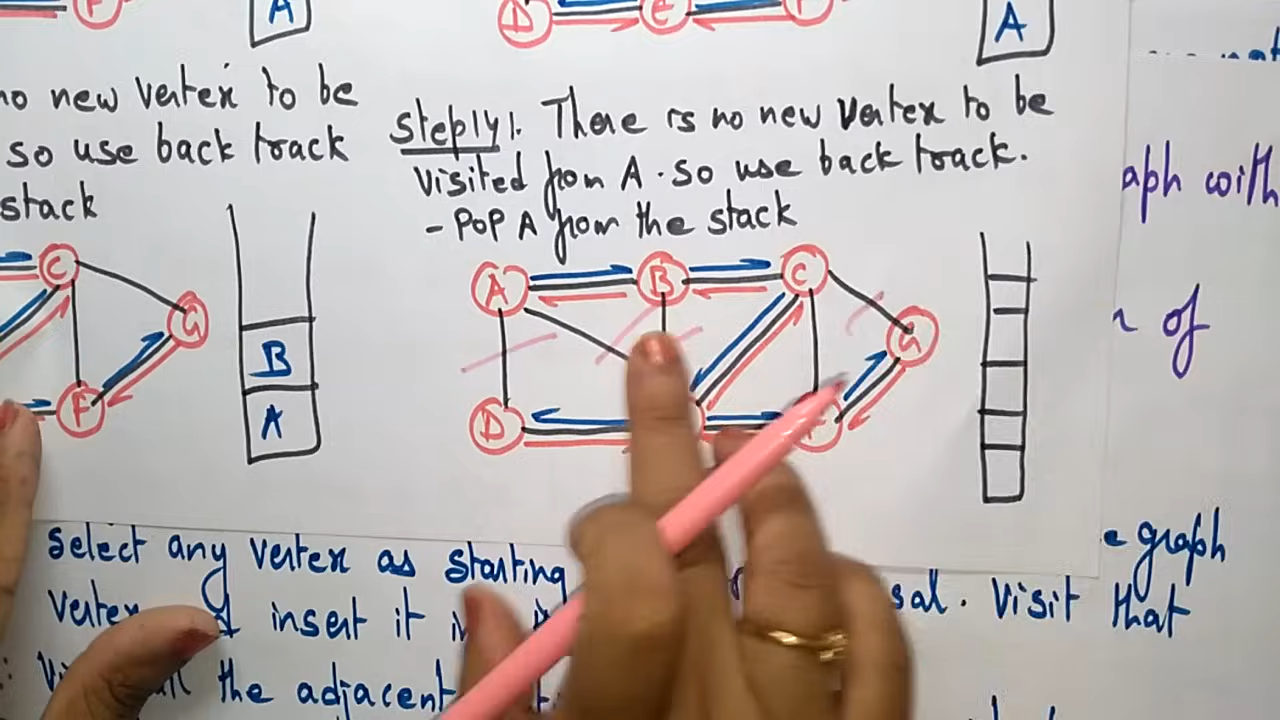 A
D
E
A
no new vertex to be
so use back track
stack
C
G
F
B
A
Step14). There is no new vertex to be
visited from A. so use back track.
- POP A from the stack
A
B
C
G
D
aph with
of
select any vertex as starting
vertex
insert it
sal. Visit that
e graph
the adjacent